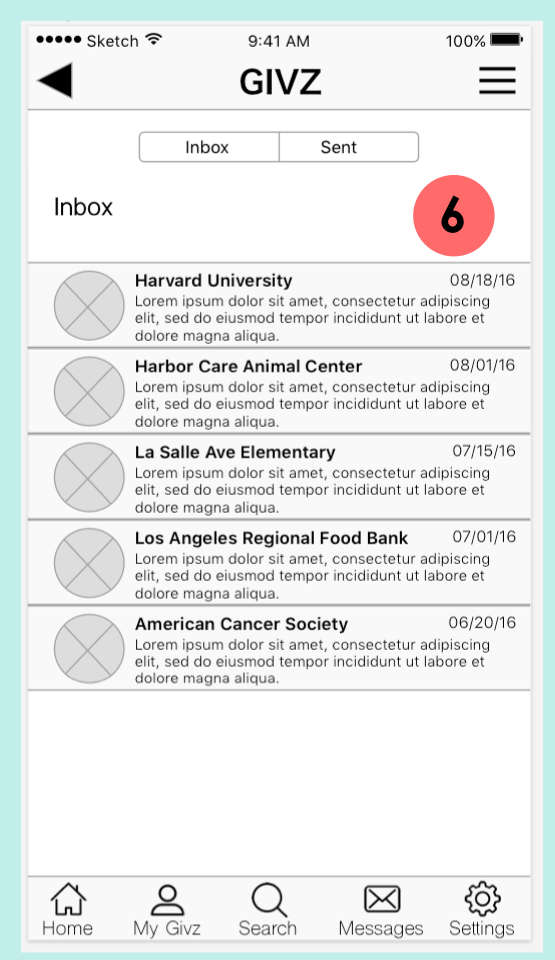 Sketch 9:41 AM 100%
GIVZ
Inbox Sent
Inbox
6
Harvard University 08/18/16
Lorem ipsum dolor sit amet, consectetur adipiscing
elit, sed do eiusmod tempor incididunt ut labore et
dolore magna aliqua.
Harbor Care Animal Center 08/01/16
Lorem ipsum dolor sit amet, consectetur adipiscing
elit, sed do eiusmod tempor incididunt ut labore et
dolore magna aliqua.
La Salle Ave Elementary 07/15/16
Lorem ipsum dolor sit amet, consectetur adipiscing
elit, sed do eiusmod tempor incididunt ut labore et
dolore magna aliqua.
Los Angeles Regional Food Bank 07/01/16
Lorem ipsum dolor sit amet, consectetur adipiscing
elit, sed do eiusmod tempor incididunt ut labore et
dolore magna aliqua.
American Cancer Society 06/20/16
Lorem ipsum dolor sit amet, consectetur adipiscing
elit, sed do eiusmod tempor incididunt ut labore et
dolore magna aliqua.
Home My Givz Search Messages Settings